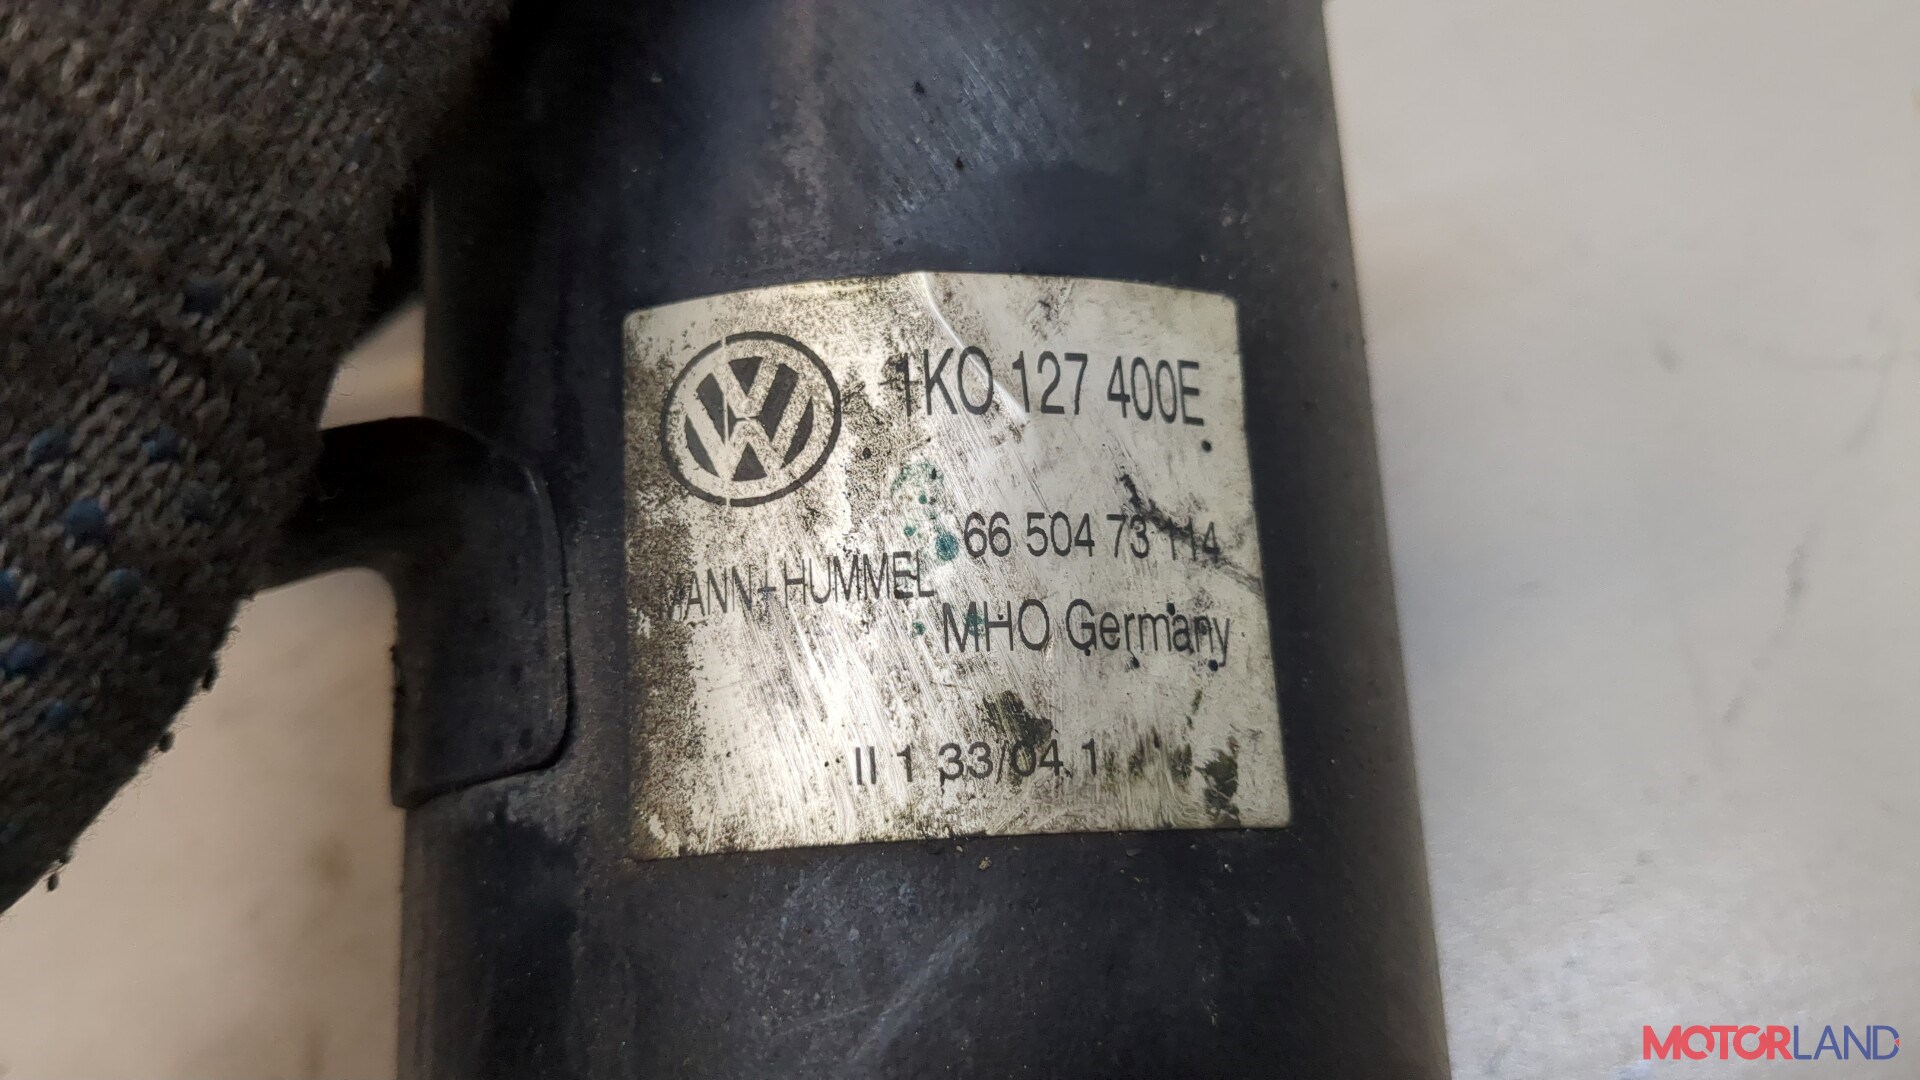 1K0 127 400E
66 504 73 114
MANN+HUMMEL
MHO Germany
II 1 33/04 1
MOTORLAND